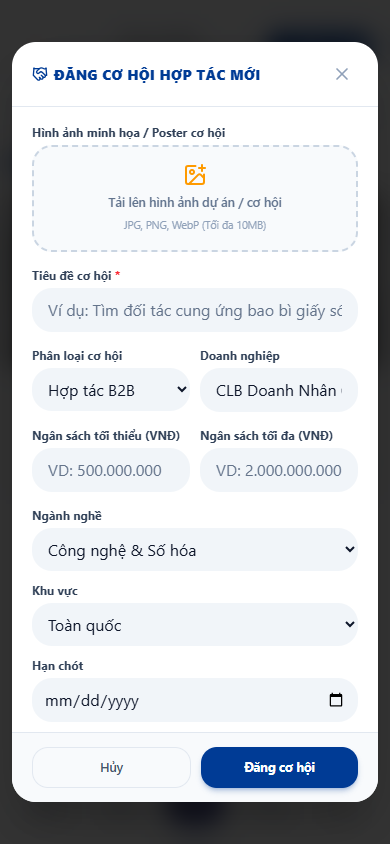 ĐĂNG CƠ HỘI HỢP TÁC MỚI
Hình ảnh minh họa / Poster cơ hội
Tải lên hình ảnh dự án / cơ hội
JPG, PNG, WebP (Tối đa 10MB)
Tiêu đề cơ hội *
Ví dụ: Tìm đối tác cung ứng bao bì giấy số
Phân loại cơ hội
Doanh nghiệp
Hợp tác B2B
CLB Doanh Nhân
Ngân sách tối thiểu (VNĐ)
Ngân sách tối đa (VNĐ)
VD: 500.000.000
VD: 2.000.000.000
Ngành nghề
Công nghệ & Số hóa
Khu vực
Toàn quốc
Hạn chót
mm/dd/yyyy
Hủy
Đăng cơ hội